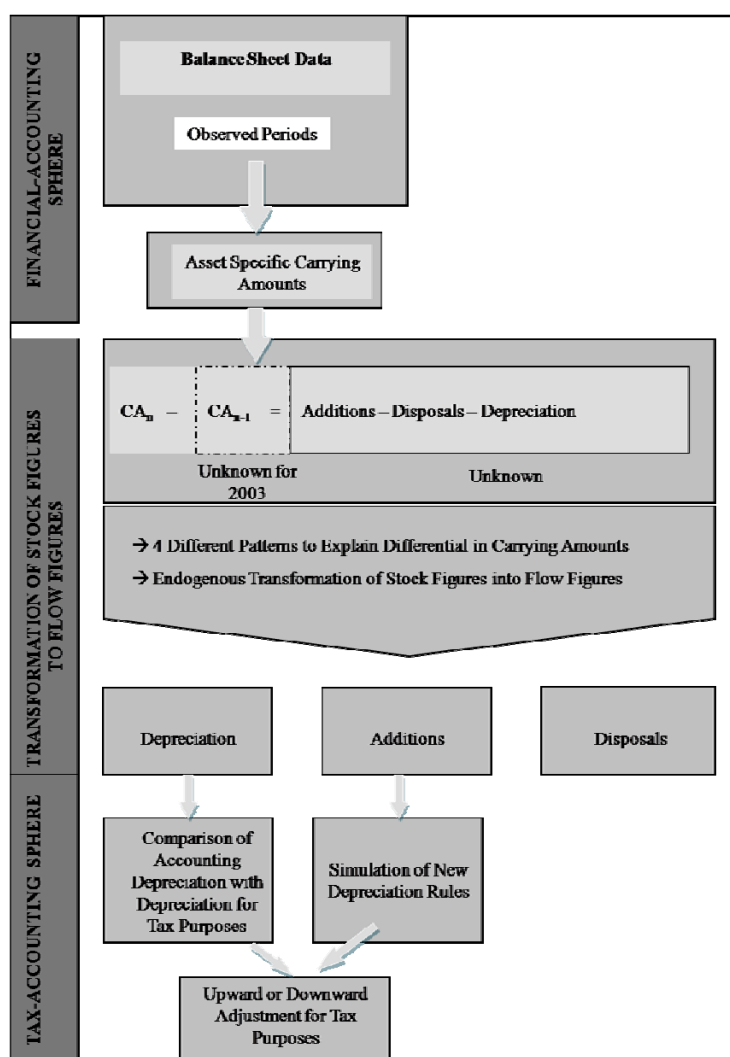 FINANCIAL-ACCOUNTING
SPHERE
Balance Sheet Data
Observed Periods
Asset Specific Carrying
Amounts
TRANSFORMATION OF STOCK FIGURES
TO FLOW FIGURES
CAₙ – CAₙ₋₁ = Additions – Disposals – Depreciation
Unknown for
2003
Unknown
→ 4 Different Patterns to Explain Differential in Carrying Amounts
→ Endogenous Transformation of Stock Figures into Flow Figures
Depreciation
Additions
Disposals
TAX-ACCOUNTING SPHERE
Comparison of
Accounting
Depreciation with
Depreciation for
Tax Purposes
Simulation of New
Depreciation Rules
Upward or Downward
Adjustment for Tax
Purposes